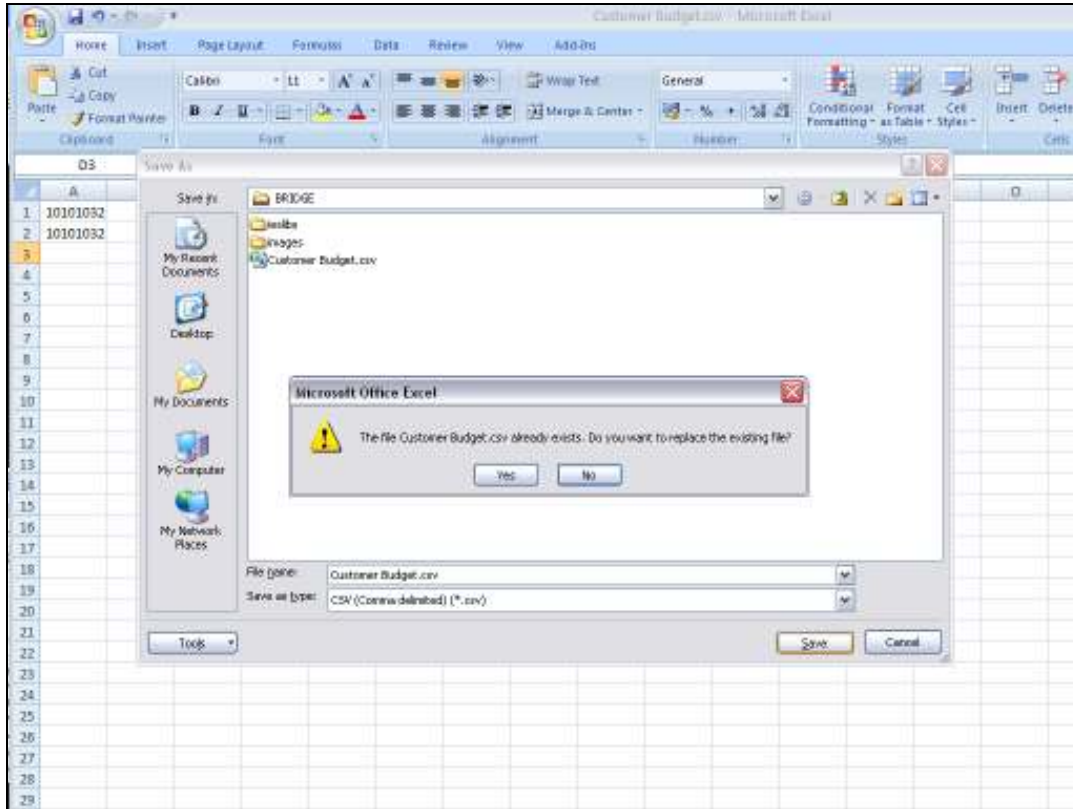 Customer Budget.csv - Microsoft Excel
Home Insert Page Layout Formulas Data Review View Add-Ins
Cut
Copy
Paste
Format Painter
Clipboard
Calibri 11
B I U
Font
Wrap Text
Merge & Center
Alignment
General
Number
Conditional Formatting
Format as Table
Cell Styles
Styles
Insert Delete
Cells
D3
Save As
A O
1 10101032
2 10101032
3
4
5
6
7
8
9
10
11
12
13
14
15
16
17
18
19
20
21
22
23
24
25
26
27
28
29
Save in: BRIDGE
images
Customer Budget.csv
My Recent Documents
Desktop
My Documents
My Computer
My Network Places
Microsoft Office Excel
The file Customer Budget.csv already exists. Do you want to replace the existing file?
Yes No
File name: Customer Budget.csv
Save as type: CSV (Comma delimited) (*.csv)
Tools Save Cancel